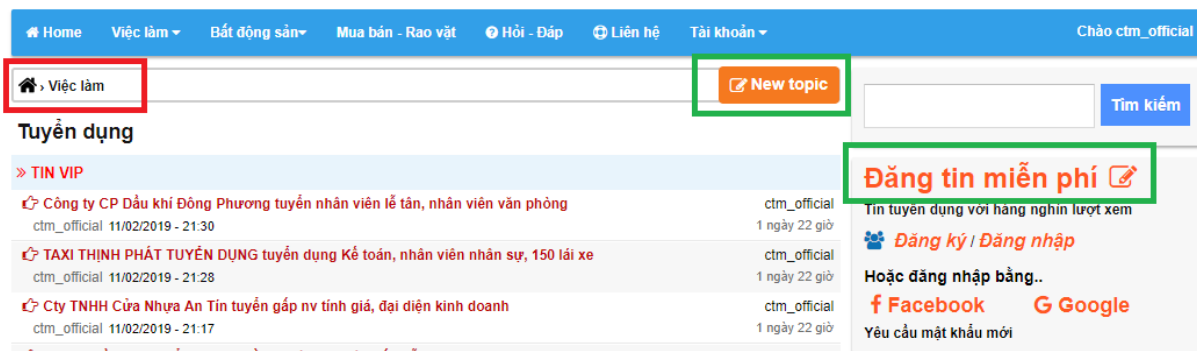 Home Việc làm Bất động sản Mua bán - Rao vặt Hỏi - Đáp Liên hệ Tài khoản Chào ctm_official
› Việc làm New topic
Tìm kiếm
Tuyển dụng
» TIN VIP
Công ty CP Dầu khí Đông Phương tuyển nhân viên lễ tân, nhân viên văn phòng ctm_official
ctm_official 11/02/2019 - 21:30 1 ngày 22 giờ
TAXI THỊNH PHÁT TUYỂN DỤNG tuyển dụng Kế toán, nhân viên nhân sự, 150 lái xe ctm_official
ctm_official 11/02/2019 - 21:28 1 ngày 22 giờ
Cty TNHH Cửa Nhựa An Tín tuyển gấp nv tính giá, đại diện kinh doanh ctm_official
ctm_official 11/02/2019 - 21:17 1 ngày 22 giờ
Đăng tin miễn phí
Tin tuyển dụng với hàng nghìn lượt xem
Đăng ký / Đăng nhập
Hoặc đăng nhập bằng..
Facebook Google
Yêu cầu mật khẩu mới